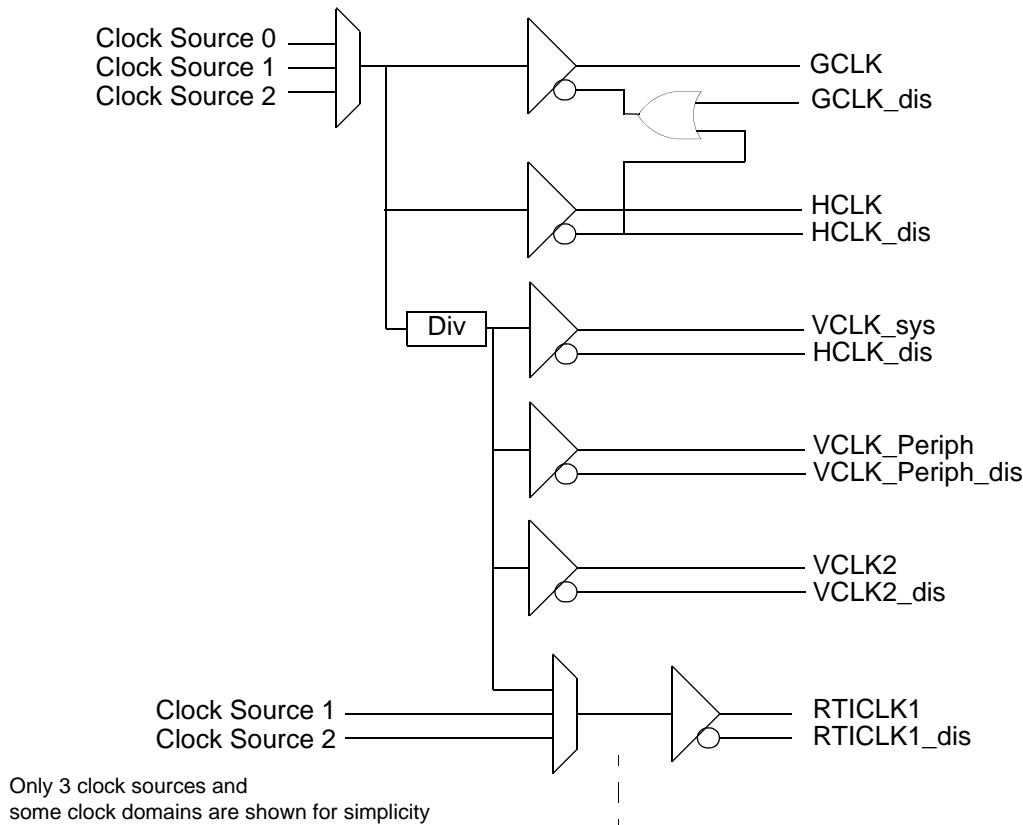 Clock Source 0
Clock Source 1
Clock Source 2
GCLK
GCLK_dis
HCLK
HCLK_dis
Div
VCLK_sys
HCLK_dis
VCLK_Periph
VCLK_Periph_dis
VCLK2
VCLK2_dis
Clock Source 1
Clock Source 2
RTICLK1
RTICLK1_dis
Only 3 clock sources and
some clock domains are shown for simplicity